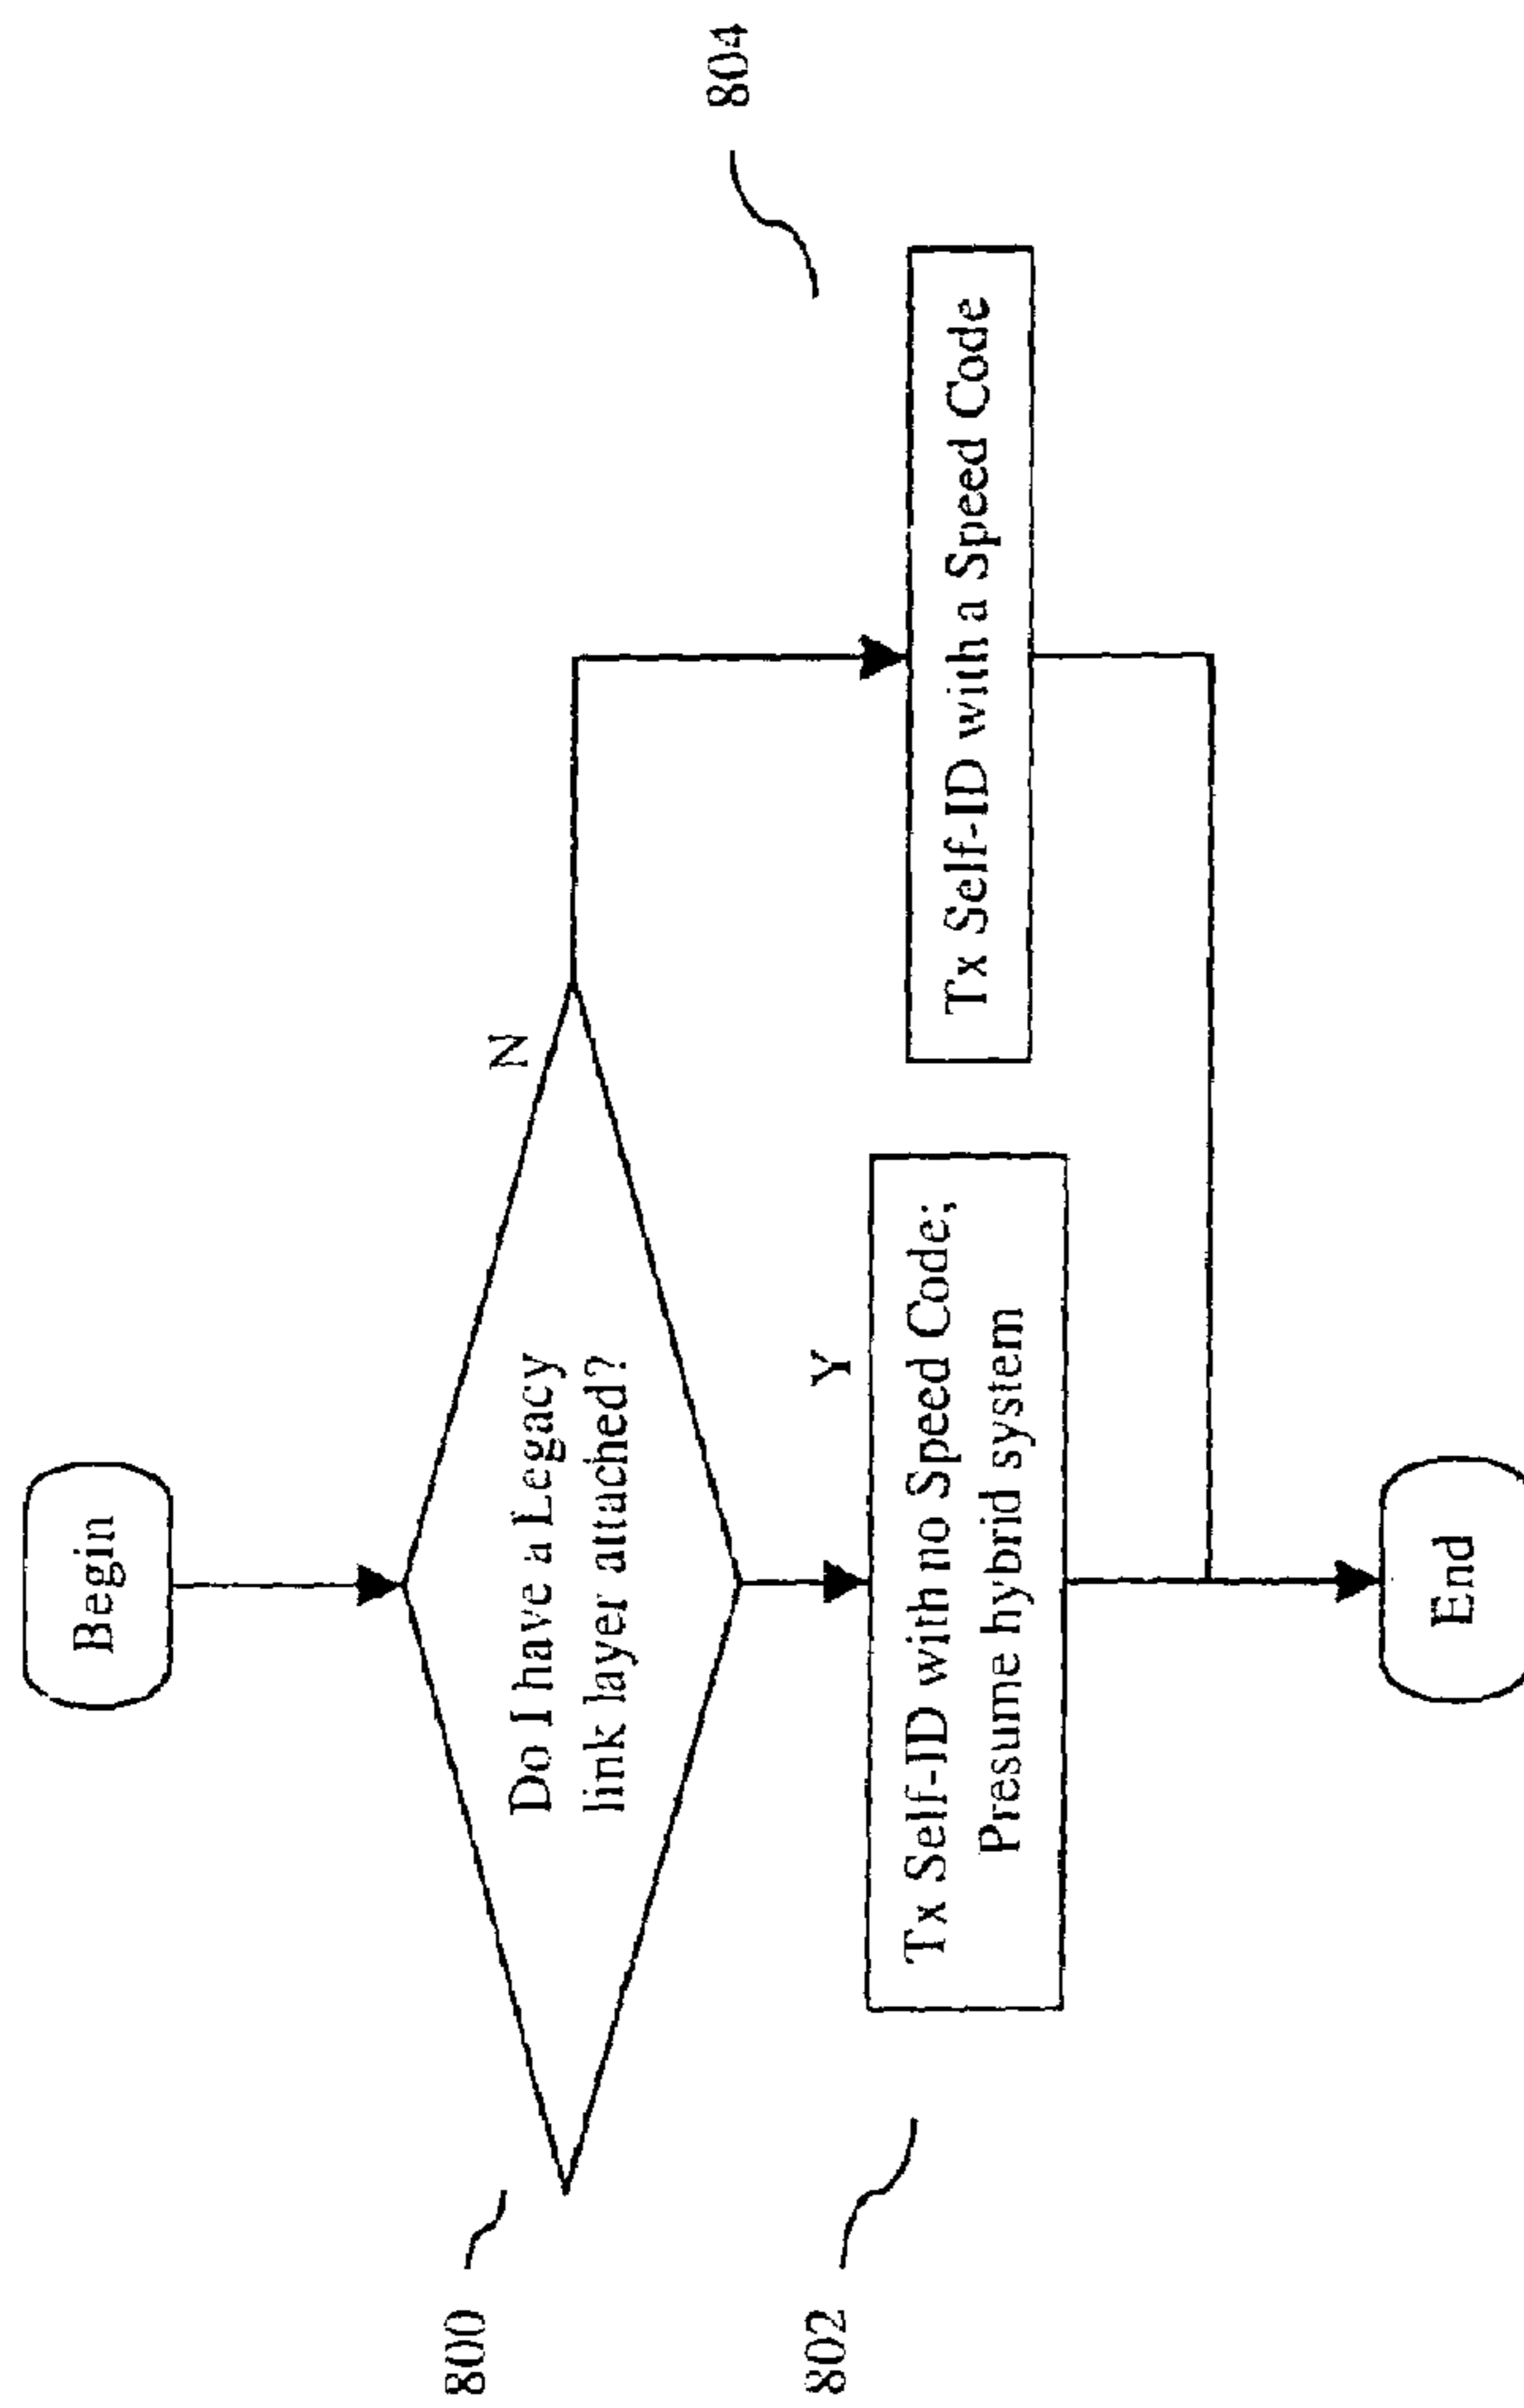 Begin
800
Do I have a Legacy
link layer attached?
N
Y
802
Tx Self-ID with no Speed Code;
Presume hybrid system
804
Tx Self-ID with a Speed Code
End